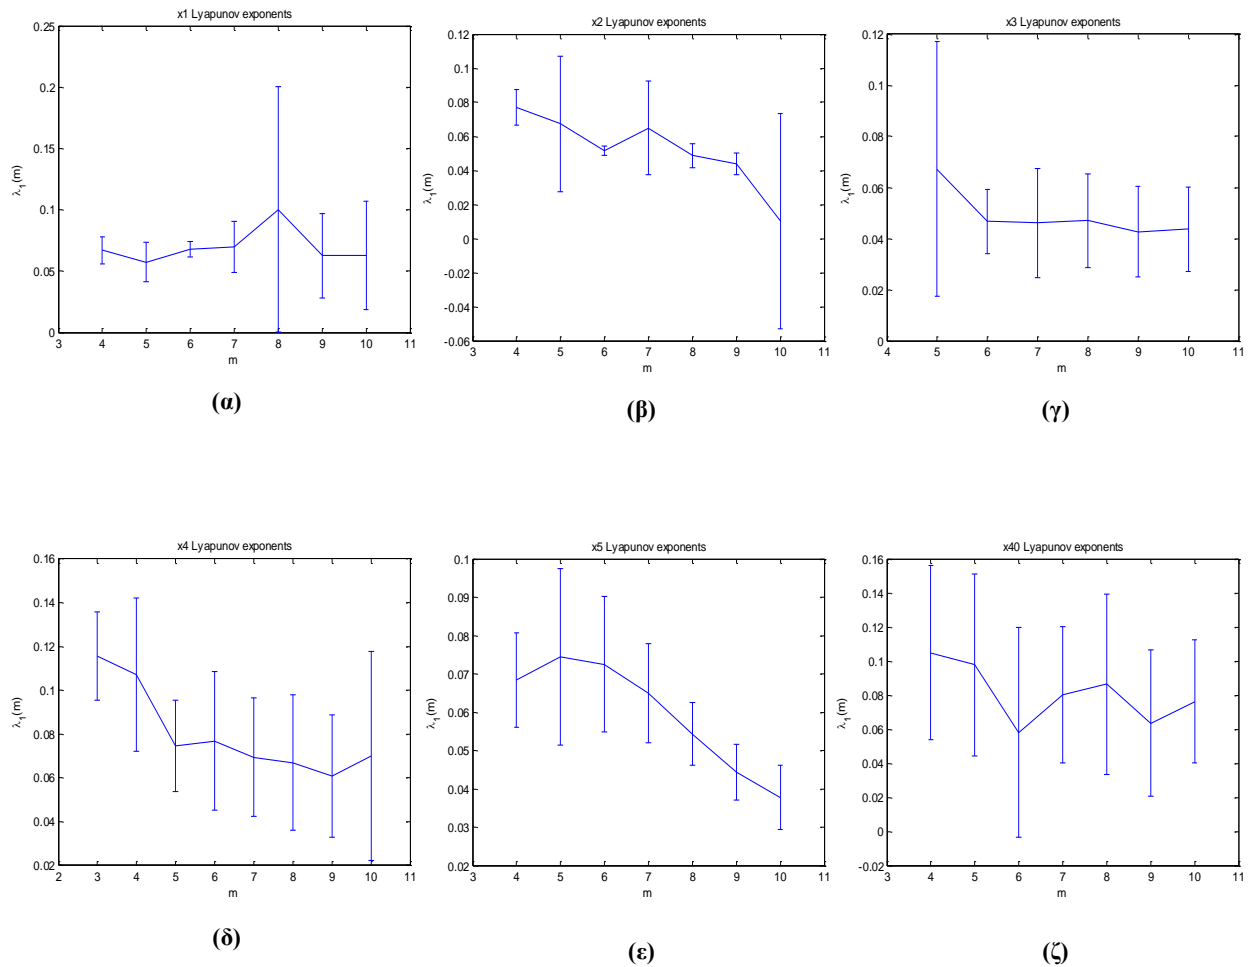 x1 Lyapunov exponents
0.25
0.2
0.15
0.1
0.05
0
λ1(m)
3 4 5 6 7 8 9 10 11
m
(α)
x2 Lyapunov exponents
0.12
0.1
0.08
0.06
0.04
0.02
0
-0.02
-0.04
-0.06
λ1(m)
3 4 5 6 7 8 9 10 11
m
(β)
x3 Lyapunov exponents
0.12
0.1
0.08
0.06
0.04
0.02
0
λ1(m)
4 5 6 7 8 9 10 11
m
(γ)
x4 Lyapunov exponents
0.16
0.14
0.12
0.1
0.08
0.06
0.04
0.02
λ1(m)
2 3 4 5 6 7 8 9 10 11
m
(δ)
x5 Lyapunov exponents
0.1
0.09
0.08
0.07
0.06
0.05
0.04
0.03
0.02
λ1(m)
3 4 5 6 7 8 9 10 11
m
(ε)
x40 Lyapunov exponents
0.16
0.14
0.12
0.1
0.08
0.06
0.04
0.02
0
-0.02
λ1(m)
3 4 5 6 7 8 9 10 11
m
(ζ)